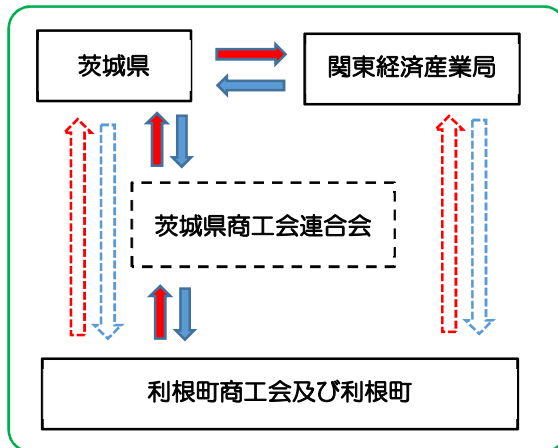 茨城県
関東経済産業局
茨城県商工会連合会
利根町商工会及び利根町